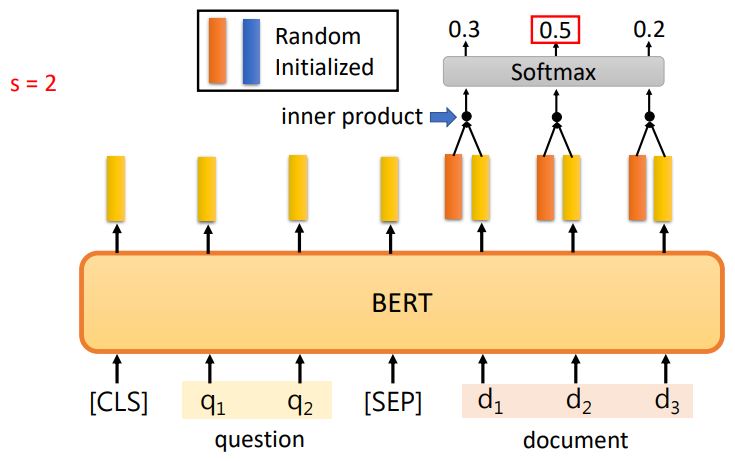 0.3 0.5 0.2
Random
Initialized
Softmax
s = 2
inner product
BERT
[CLS] q1 q2 [SEP] d1 d2 d3
question document